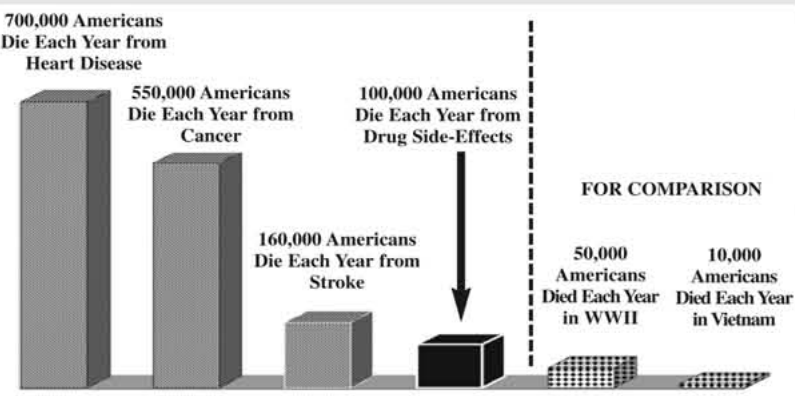 700,000 Americans
Die Each Year from
Heart Disease
550,000 Americans
Die Each Year from
Cancer
160,000 Americans
Die Each Year from
Stroke
100,000 Americans
Die Each Year from
Drug Side-Effects
FOR COMPARISON
50,000
Americans
Died Each Year
in WWII
10,000
Americans
Died Each Year
in Vietnam